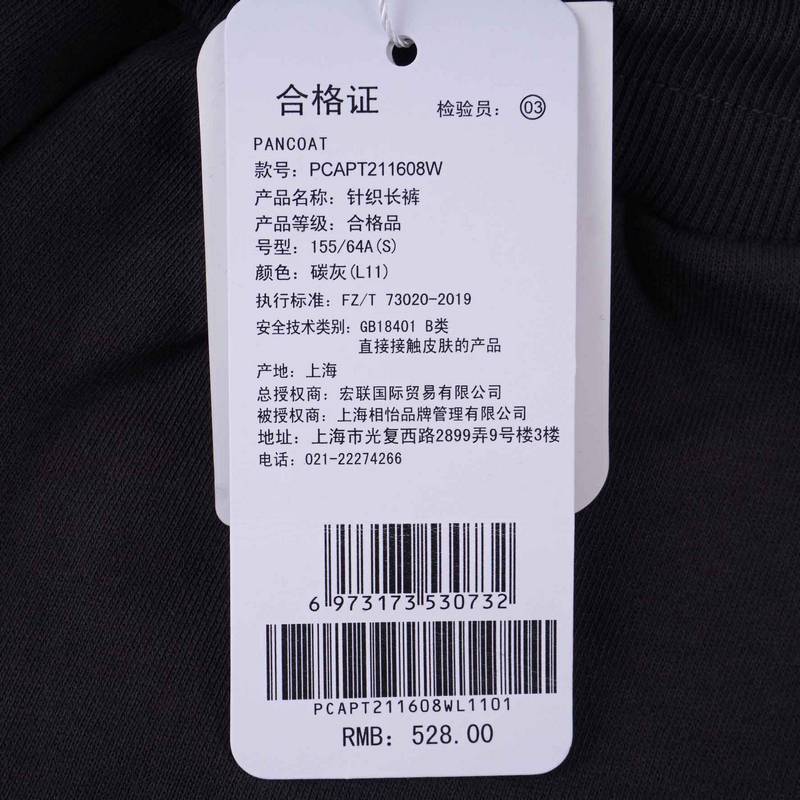 合格证 检验员：03
PANCOAT
款号：PCAPT211608W
产品名称：针织长裤
产品等级：合格品
号型：155/64A(S)
颜色：碳灰(L11)
执行标准：FZ/T 73020-2019
安全技术类别：GB18401 B类
直接接触皮肤的产品
产地：上海
总授权商：宏联国际贸易有限公司
被授权商：上海相怡品牌管理有限公司
地址：上海市光复西路2899弄9号楼3楼
电话：021-22274266
6 973173 530732
PCAPT211608WL1101
RMB：528.00